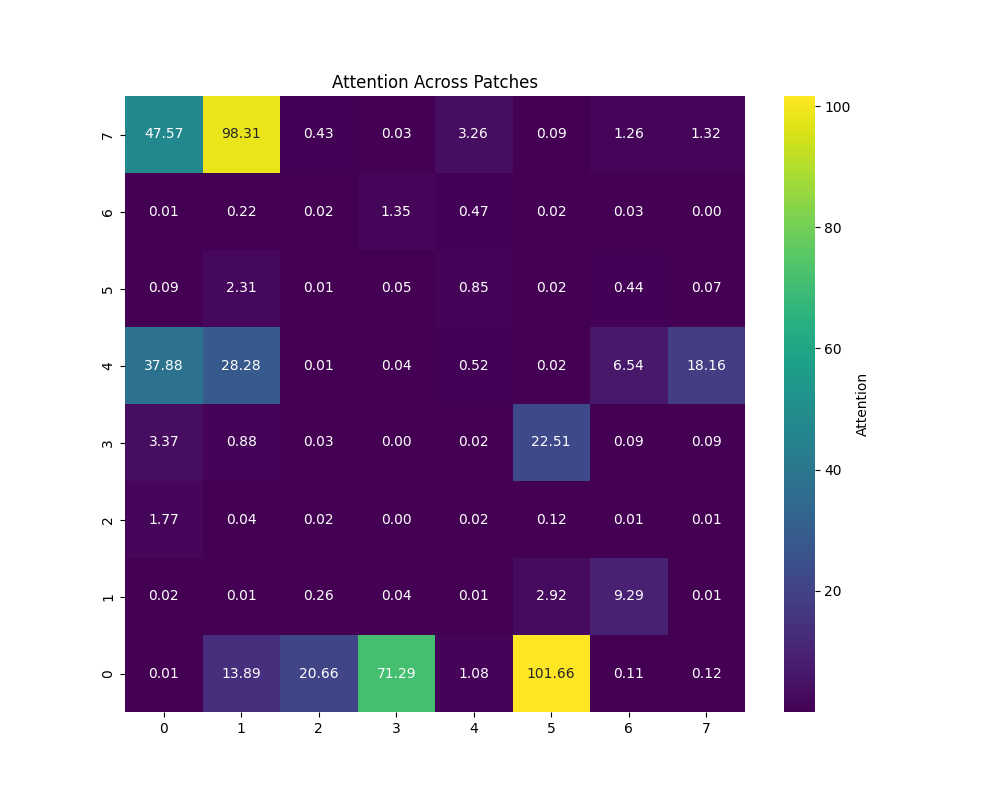 Attention Across Patches
7 47.57 98.31 0.43 0.03 3.26 0.09 1.26 1.32
6 0.01 0.22 0.02 1.35 0.47 0.02 0.03 0.00
5 0.09 2.31 0.01 0.05 0.85 0.02 0.44 0.07
4 37.88 28.28 0.01 0.04 0.52 0.02 6.54 18.16
3 3.37 0.88 0.03 0.00 0.02 22.51 0.09 0.09
2 1.77 0.04 0.02 0.00 0.02 0.12 0.01 0.01
1 0.02 0.01 0.26 0.04 0.01 2.92 9.29 0.01
0 0.01 13.89 20.66 71.29 1.08 101.66 0.11 0.12
0 1 2 3 4 5 6 7
100
80
60
40
20
Attention